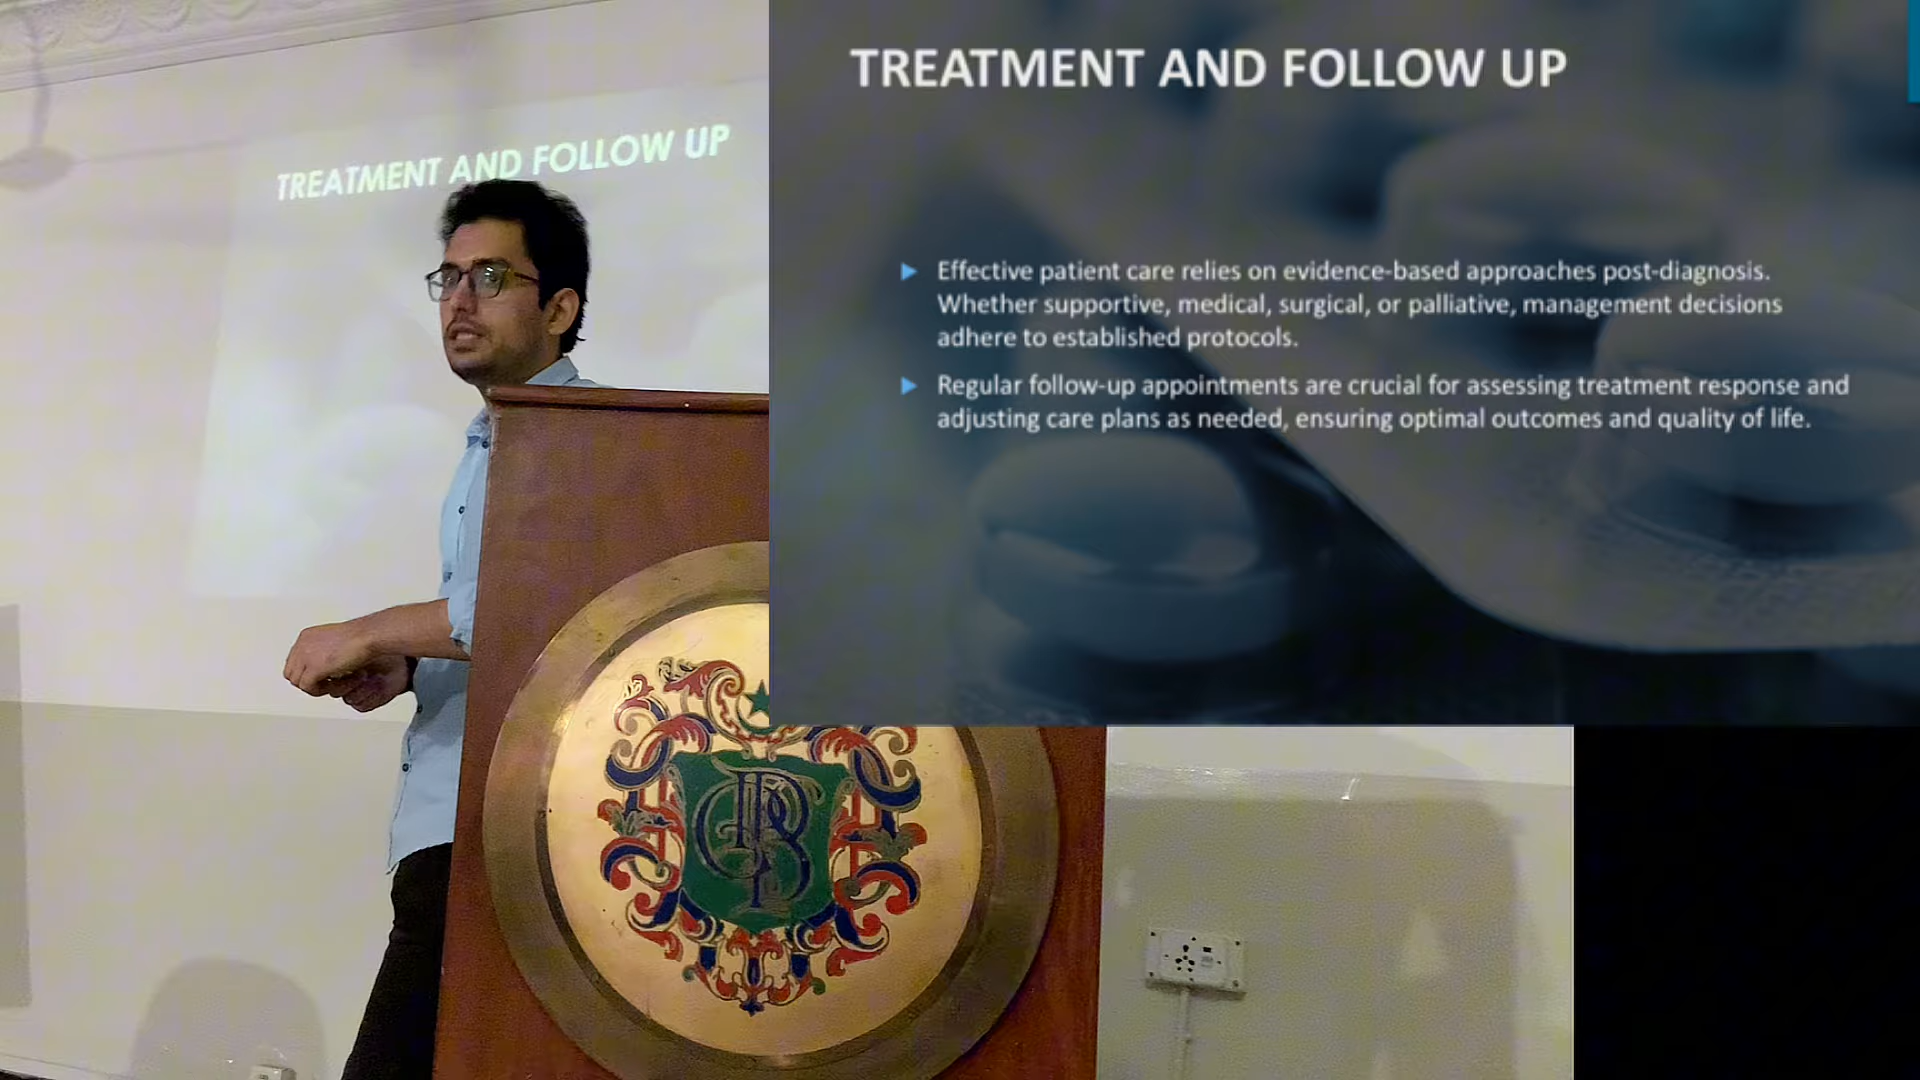 TREATMENT AND FOLLOW UP
TREATMENT AND FOLLOW UP
Effective patient care relies on evidence-based approaches post-diagnosis.
Whether supportive, medical, surgical, or palliative, management decisions
adhere to established protocols.
Regular follow-up appointments are crucial for assessing treatment response and
adjusting care plans as needed, ensuring optimal outcomes and quality of life.